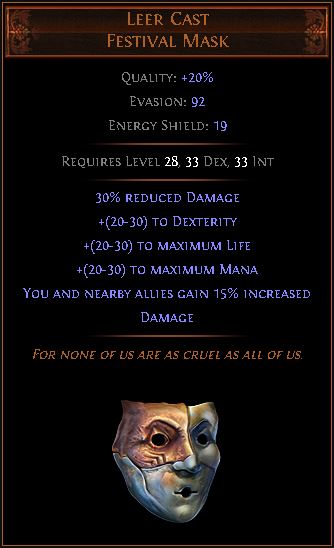 Leer Cast
Festival Mask
Quality: +20%
Evasion: 92
Energy Shield: 19
Requires Level 28, 33 Dex, 33 Int
30% reduced Damage
+(20-30) to Dexterity
+(20-30) to maximum Life
+(20-30) to maximum Mana
You and nearby allies gain 15% increased
Damage
For none of us are as cruel as all of us.